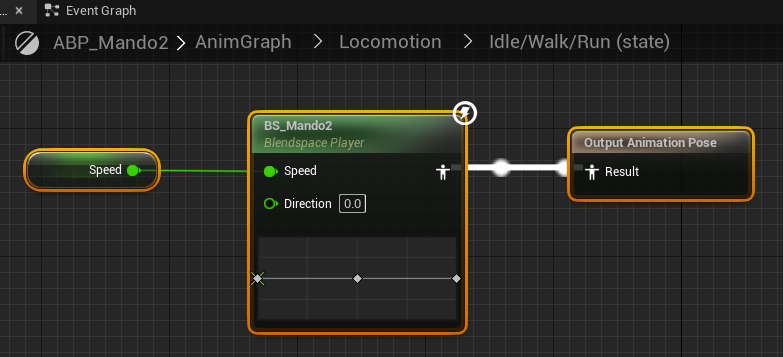 ... × Event Graph
ABP_Mando2 > AnimGraph > Locomotion > Idle/Walk/Run (state)
BS_Mando2
Blendspace Player
Output Animation Pose
Speed
Speed
Result
Direction 0.0